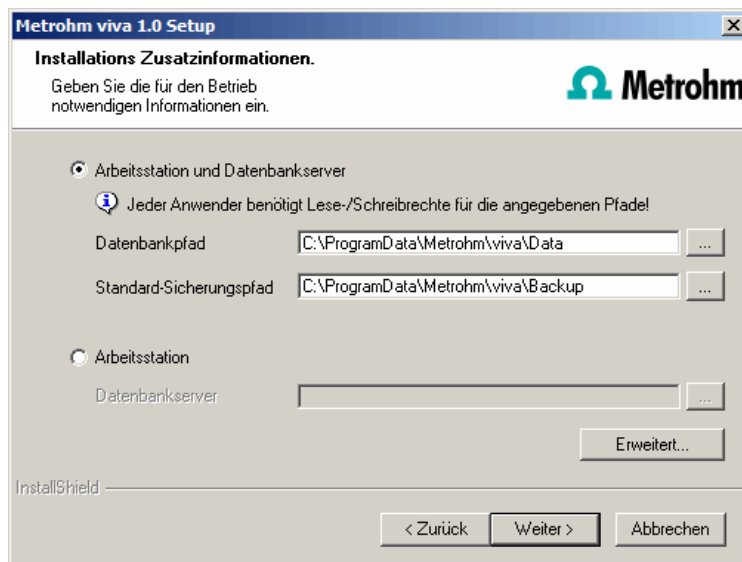 Metrohm viva 1.0 Setup
Installations Zusatzinformationen.
Geben Sie die für den Betrieb
notwendigen Informationen ein.
Metrohm
Arbeitsstation und Datenbankserver
Jeder Anwender benötigt Lese-/Schreibrechte für die angegebenen Pfade!
Datenbankpfad
C:\ProgramData\Metrohm\viva\Data
...
Standard-Sicherungspfad
C:\ProgramData\Metrohm\viva\Backup
...
Arbeitsstation
Datenbankserver
...
Erweitert...
InstallShield
< Zurück
Weiter >
Abbrechen